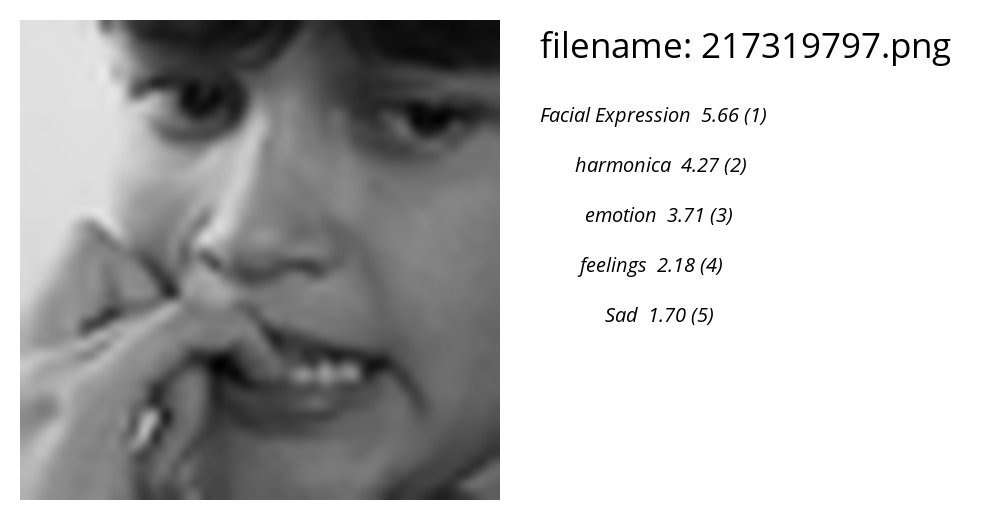 filename: 217319797.png
Facial Expression 5.66 (1)
harmonica 4.27 (2)
emotion 3.71 (3)
feelings 2.18 (4)
Sad 1.70 (5)